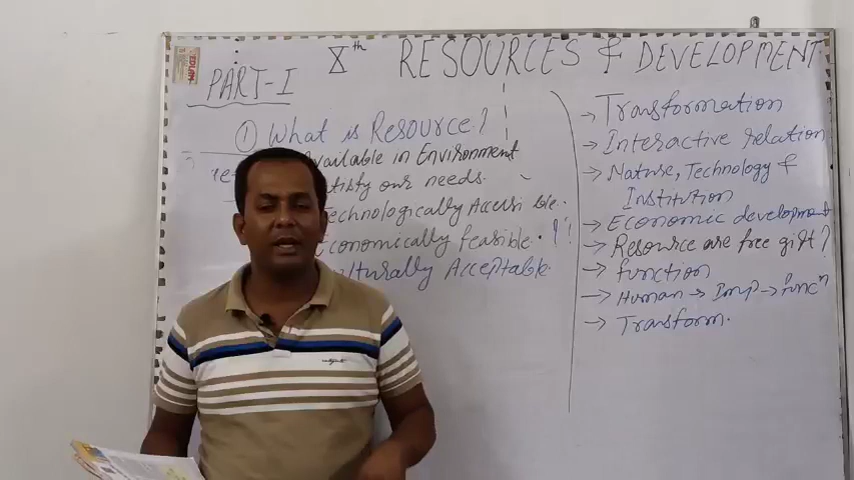 PART-I
Xth RESOURCES & DEVELOPMENT
① What is Resource?
Available in Environment
our needs.
Technologically Accessible.
Economically feasible.
Culturally Acceptable
→ Transformation
→ Interactive relation
→ Nature, Technology &
Institution
→ Economic development
→ Resource are free gift?
→ function
→ Human → Imp → funcn
→ Transform.